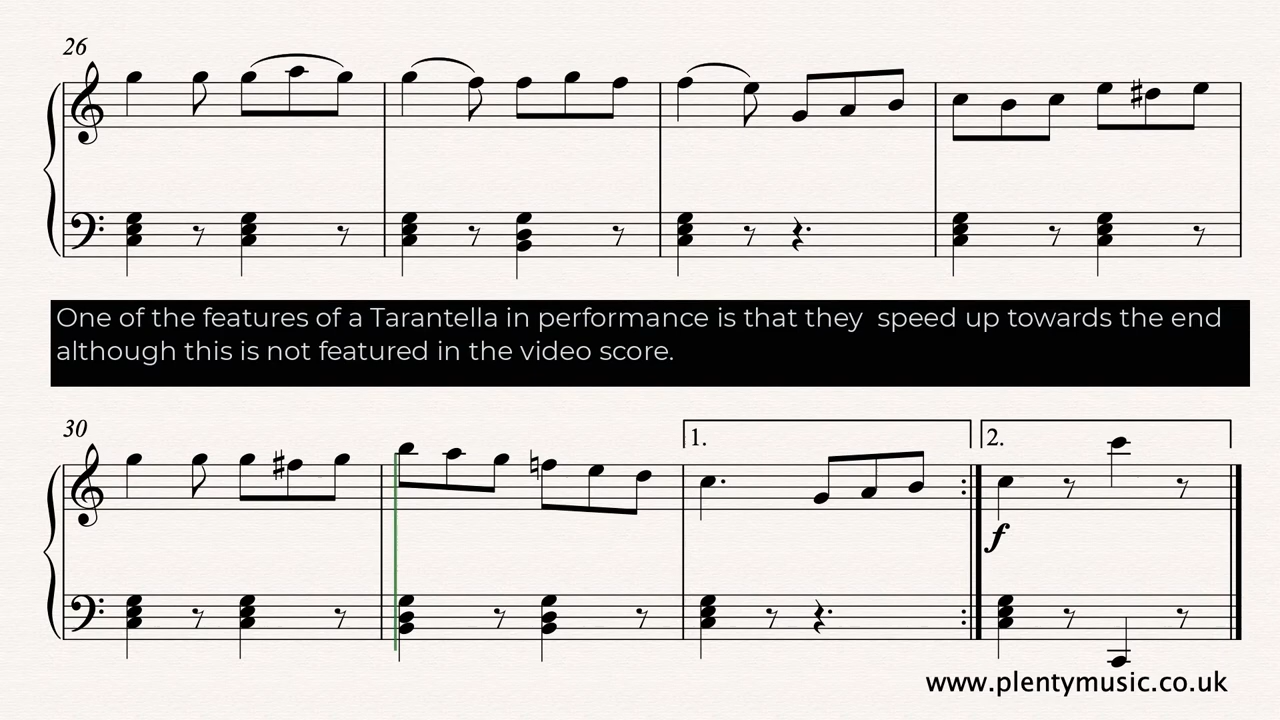 26
One of the features of a Tarantella in performance is that they  speed up towards the end
although this is not featured in the video score.
30
1.
2.
f
www.plentymusic.co.uk